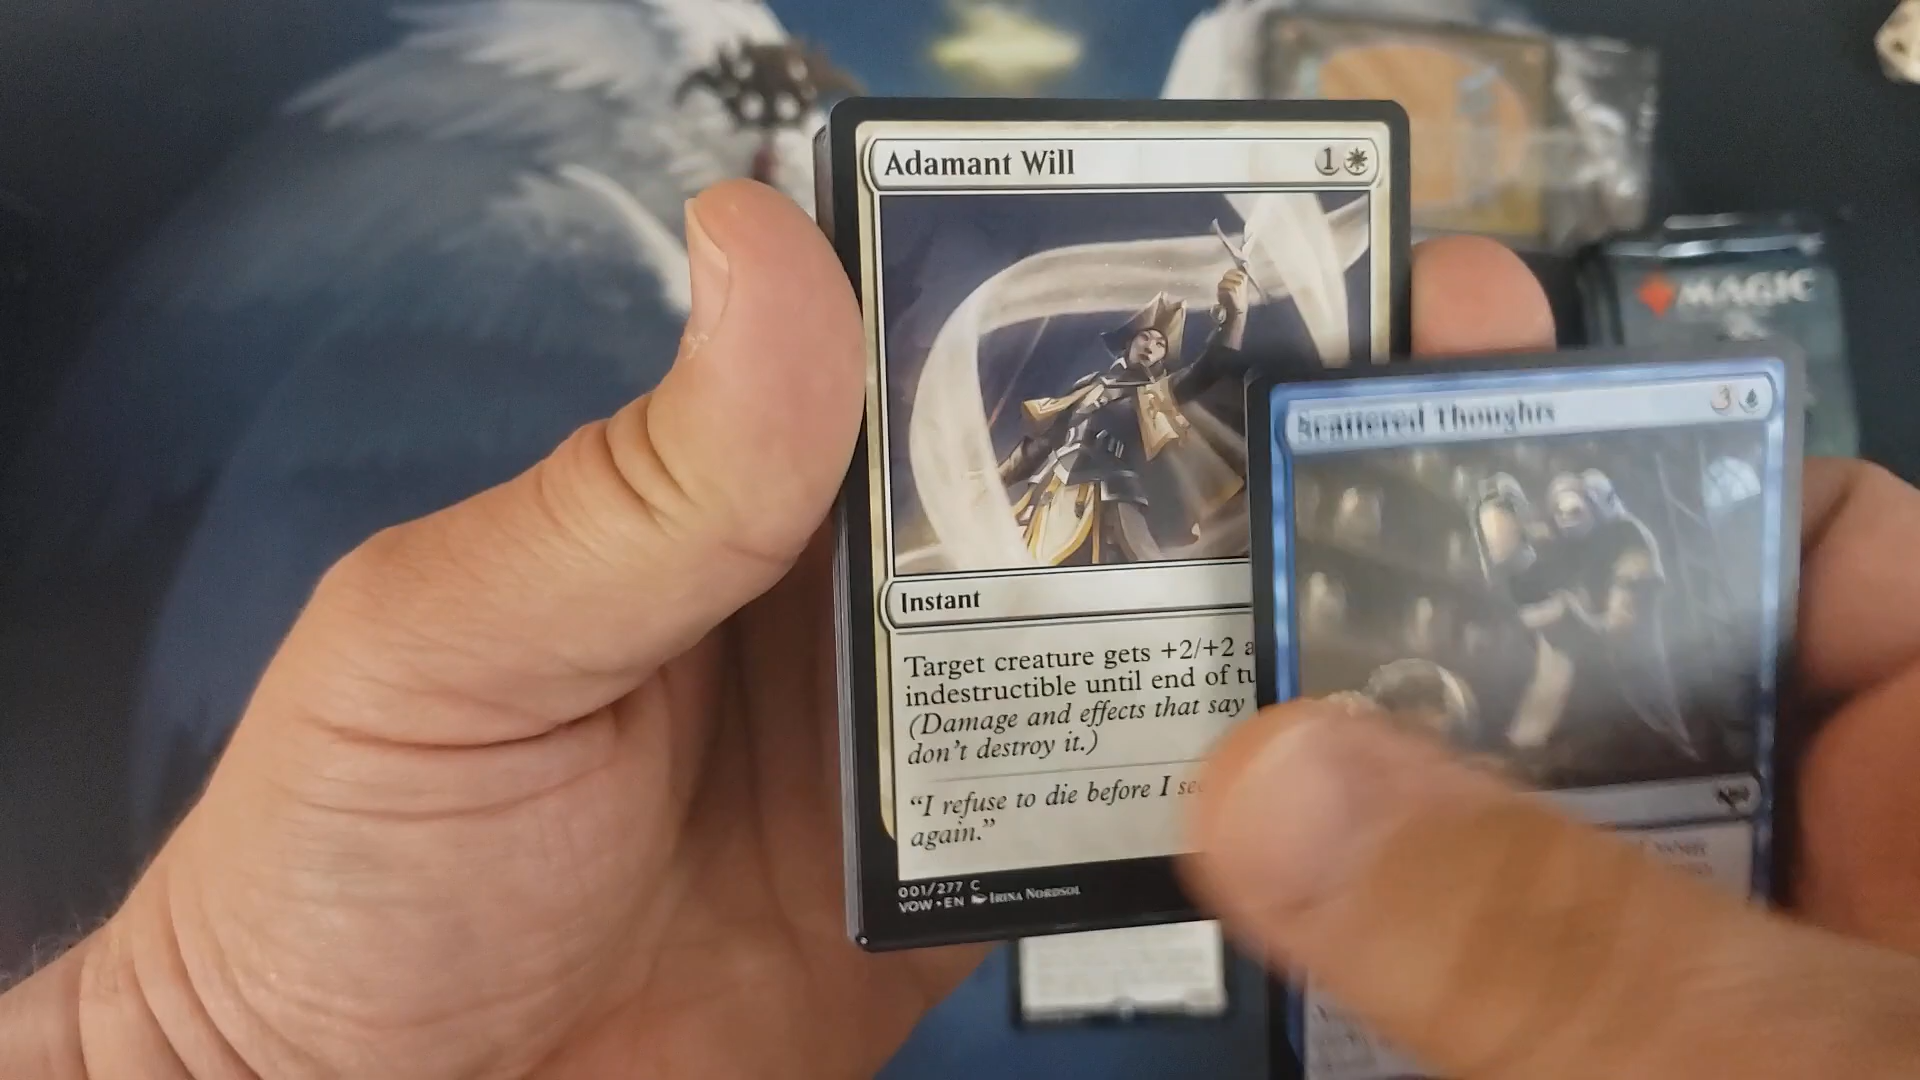 Adamant Will 1
Instant
Target creature gets +2/+2 a
indestructible until end of tu
(Damage and effects that say
don't destroy it.)
"I refuse to die before I se
again."
001/277 C
VOW • EN Irina Nordsol
Scattered Thoughts 3
MAGIC